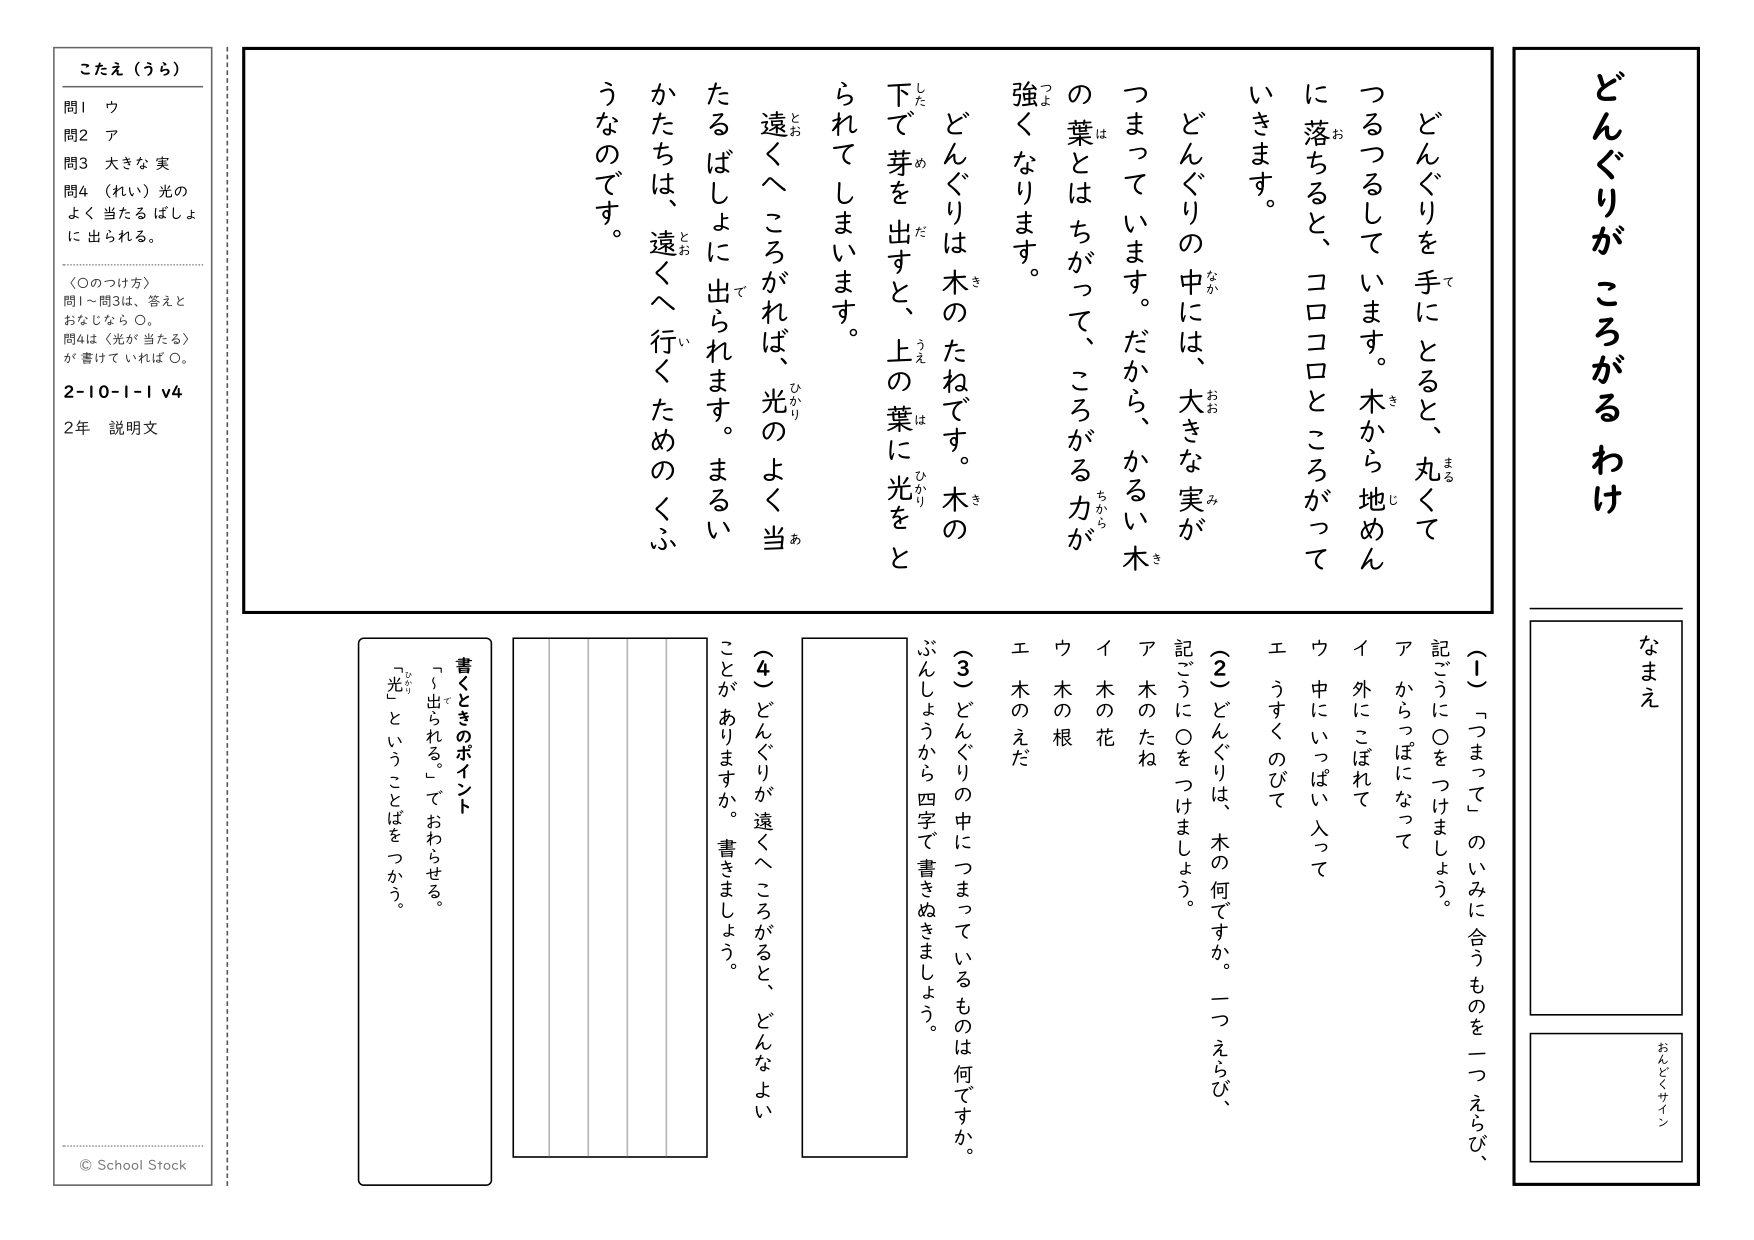 どんぐりが ころがる わけ
なまえ
おんどくサイン
どんぐりを 手に とると、丸くて
つるつるして います。木から 地めん
に 落ちると、コロコロと ころがって
いきます。
どんぐりの 中には、大きな 実が
つまって います。だから、かるい 木
の 葉とは ちがって、ころがる 力が
強く なります。
どんぐりは 木の たねです。木の
下で 芽を 出すと、上の 葉に 光を と
られて しまいます。
遠くへ ころがれば、光の よく 当
たる ばしょに 出られます。まるい
かたちは、遠くへ 行く ための くふ
うなのです。
(1)「つまって」の いみに 合う ものを 一つ えらび、
記ごうに ○を つけましょう。
ア からっぽに なって
イ 外に こぼれて
ウ 中に いっぱい 入って
エ うすく のびて
(2) どんぐりは、木の 何ですか。一つ えらび、
記ごうに ○を つけましょう。
ア 木の たね
イ 木の 花
ウ 木の 根
エ 木の えだ
(3) どんぐりの 中に つまって いる ものは 何ですか。
ぶんしょうから 四字で 書きぬきましょう。
(4) どんぐりが 遠くへ ころがると、どんな よい
ことが ありますか。書きましょう。
書くときのポイント
「〜出られる。」で おわらせる。
「光」と いう ことばを つかう。
こたえ（うら）
問1 ウ
問2 ア
問3 大きな 実
問4 （れい）光の
よく 当たる ばしょ
に 出られる。
〈○のつけ方〉
問1〜問3は、答えと
おなじなら ○。
問4は〈光が 当たる〉
が 書けて いれば ○。
2-10-1-1 v4
2年 説明文
© School Stock